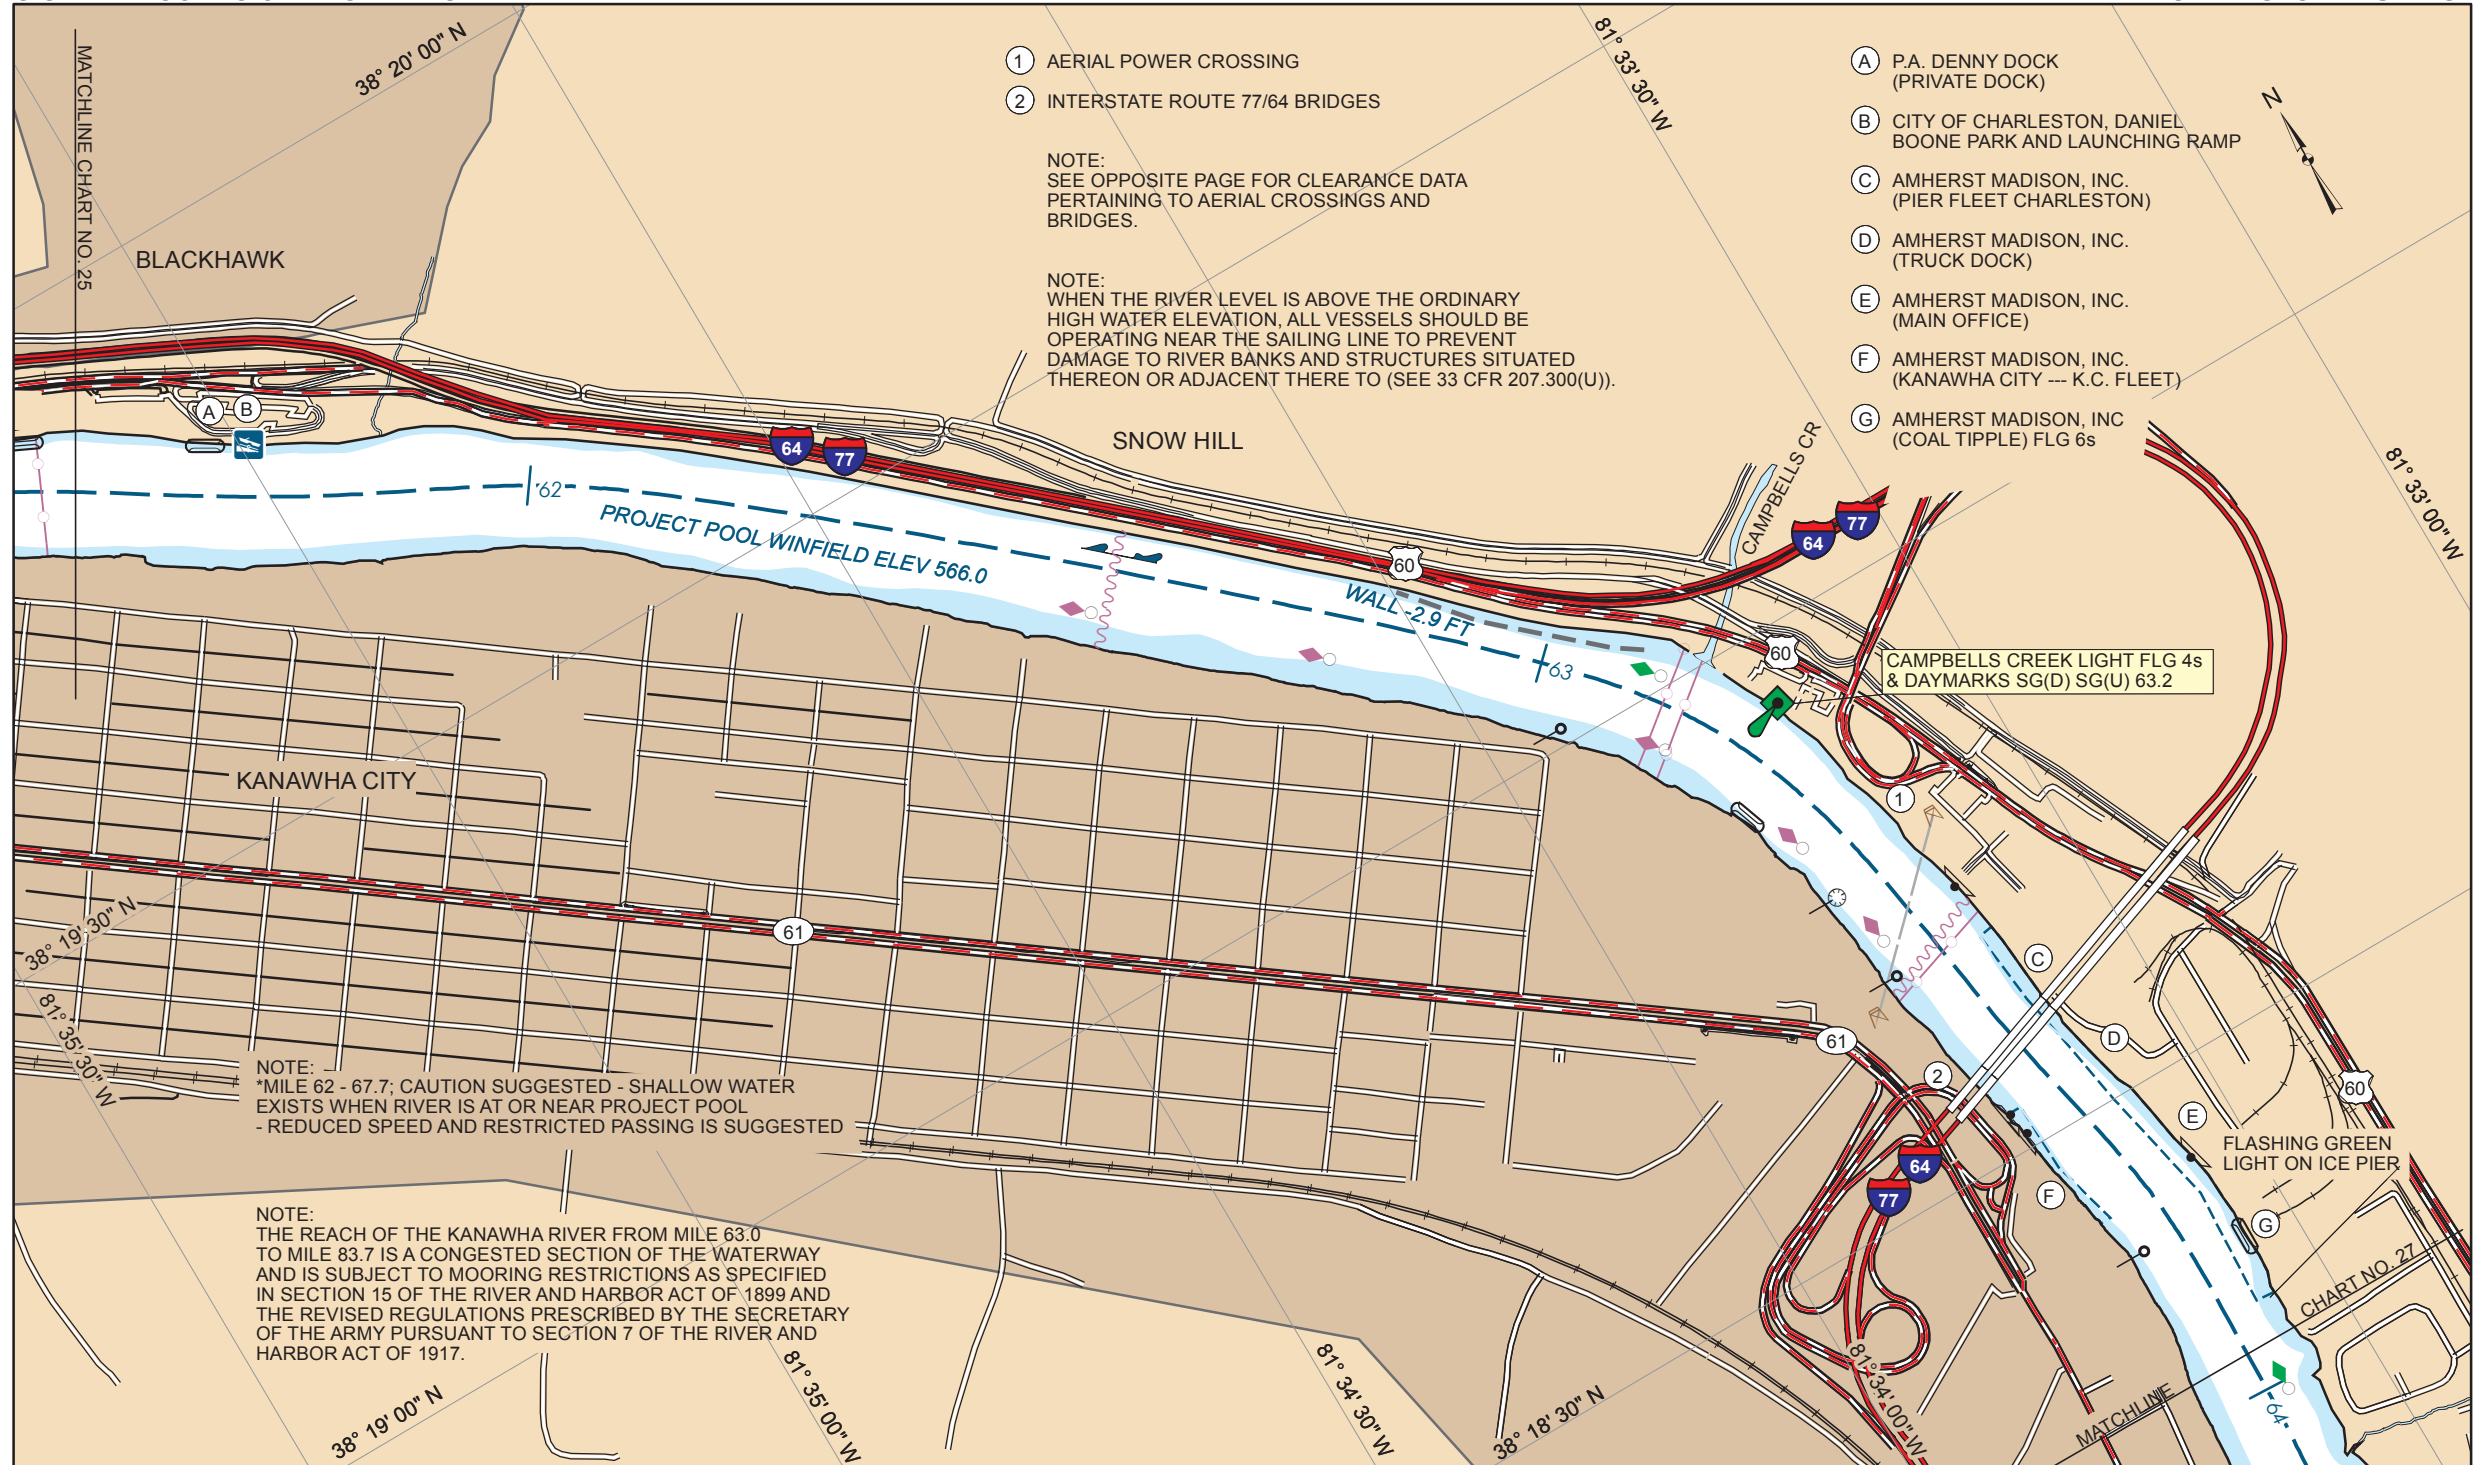 MATCHLINE CHART NO. 25
38° 20' 00" N
BLACKHAWK
1 AERIAL POWER CROSSING
2 INTERSTATE ROUTE 77/64 BRIDGES
NOTE:
SEE OPPOSITE PAGE FOR CLEARANCE DATA
PERTAINING TO AERIAL CROSSINGS AND
BRIDGES.
NOTE:
WHEN THE RIVER LEVEL IS ABOVE THE ORDINARY
HIGH WATER ELEVATION, ALL VESSELS SHOULD BE
OPERATING NEAR THE SAILING LINE TO PREVENT
DAMAGE TO RIVER BANKS AND STRUCTURES SITUATED
THEREON OR ADJACENT THERE TO (SEE 33 CFR 207.300(U)).
81° 33' 30" W
A P.A. DENNY DOCK
(PRIVATE DOCK)
B CITY OF CHARLESTON, DANIEL
BOONE PARK AND LAUNCHING RAMP
C AMHERST MADISON, INC.
(PIER FLEET CHARLESTON)
D AMHERST MADISON, INC.
(TRUCK DOCK)
E AMHERST MADISON, INC.
(MAIN OFFICE)
F AMHERST MADISON, INC.
(KANAWHA CITY --- K.C. FLEET)
G AMHERST MADISON, INC
(COAL TIPPLE) FLG 6s
N
81° 33' 00" W
A
B
64
77
SNOW HILL
CAMPBELLS CR
64
77
62
PROJECT POOL WINFIELD ELEV 566.0
60
WALL -2.9 FT
63
60
CAMPBELLS CREEK LIGHT FLG 4s
& DAYMARKS SG(D) SG(U) 63.2
KANAWHA CITY
1
38° 19' 30" N
61
C
D
61
2
60
E
FLASHING GREEN
LIGHT ON ICE PIER
64
77
F
G
81° 35' 30" W
NOTE:
*MILE 62 - 67.7; CAUTION SUGGESTED - SHALLOW WATER
EXISTS WHEN RIVER IS AT OR NEAR PROJECT POOL
- REDUCED SPEED AND RESTRICTED PASSING IS SUGGESTED
NOTE:
THE REACH OF THE KANAWHA RIVER FROM MILE 63.0
TO MILE 83.7 IS A CONGESTED SECTION OF THE WATERWAY
AND IS SUBJECT TO MOORING RESTRICTIONS AS SPECIFIED
IN SECTION 15 OF THE RIVER AND HARBOR ACT OF 1899 AND
THE REVISED REGULATIONS PRESCRIBED BY THE SECRETARY
OF THE ARMY PURSUANT TO SECTION 7 OF THE RIVER AND
HARBOR ACT OF 1917.
38° 19' 00" N
81° 35' 00" W
81° 34' 30" W
38° 18' 30" N
81° 34' 00" W
MATCHLINE CHART NO. 27
64